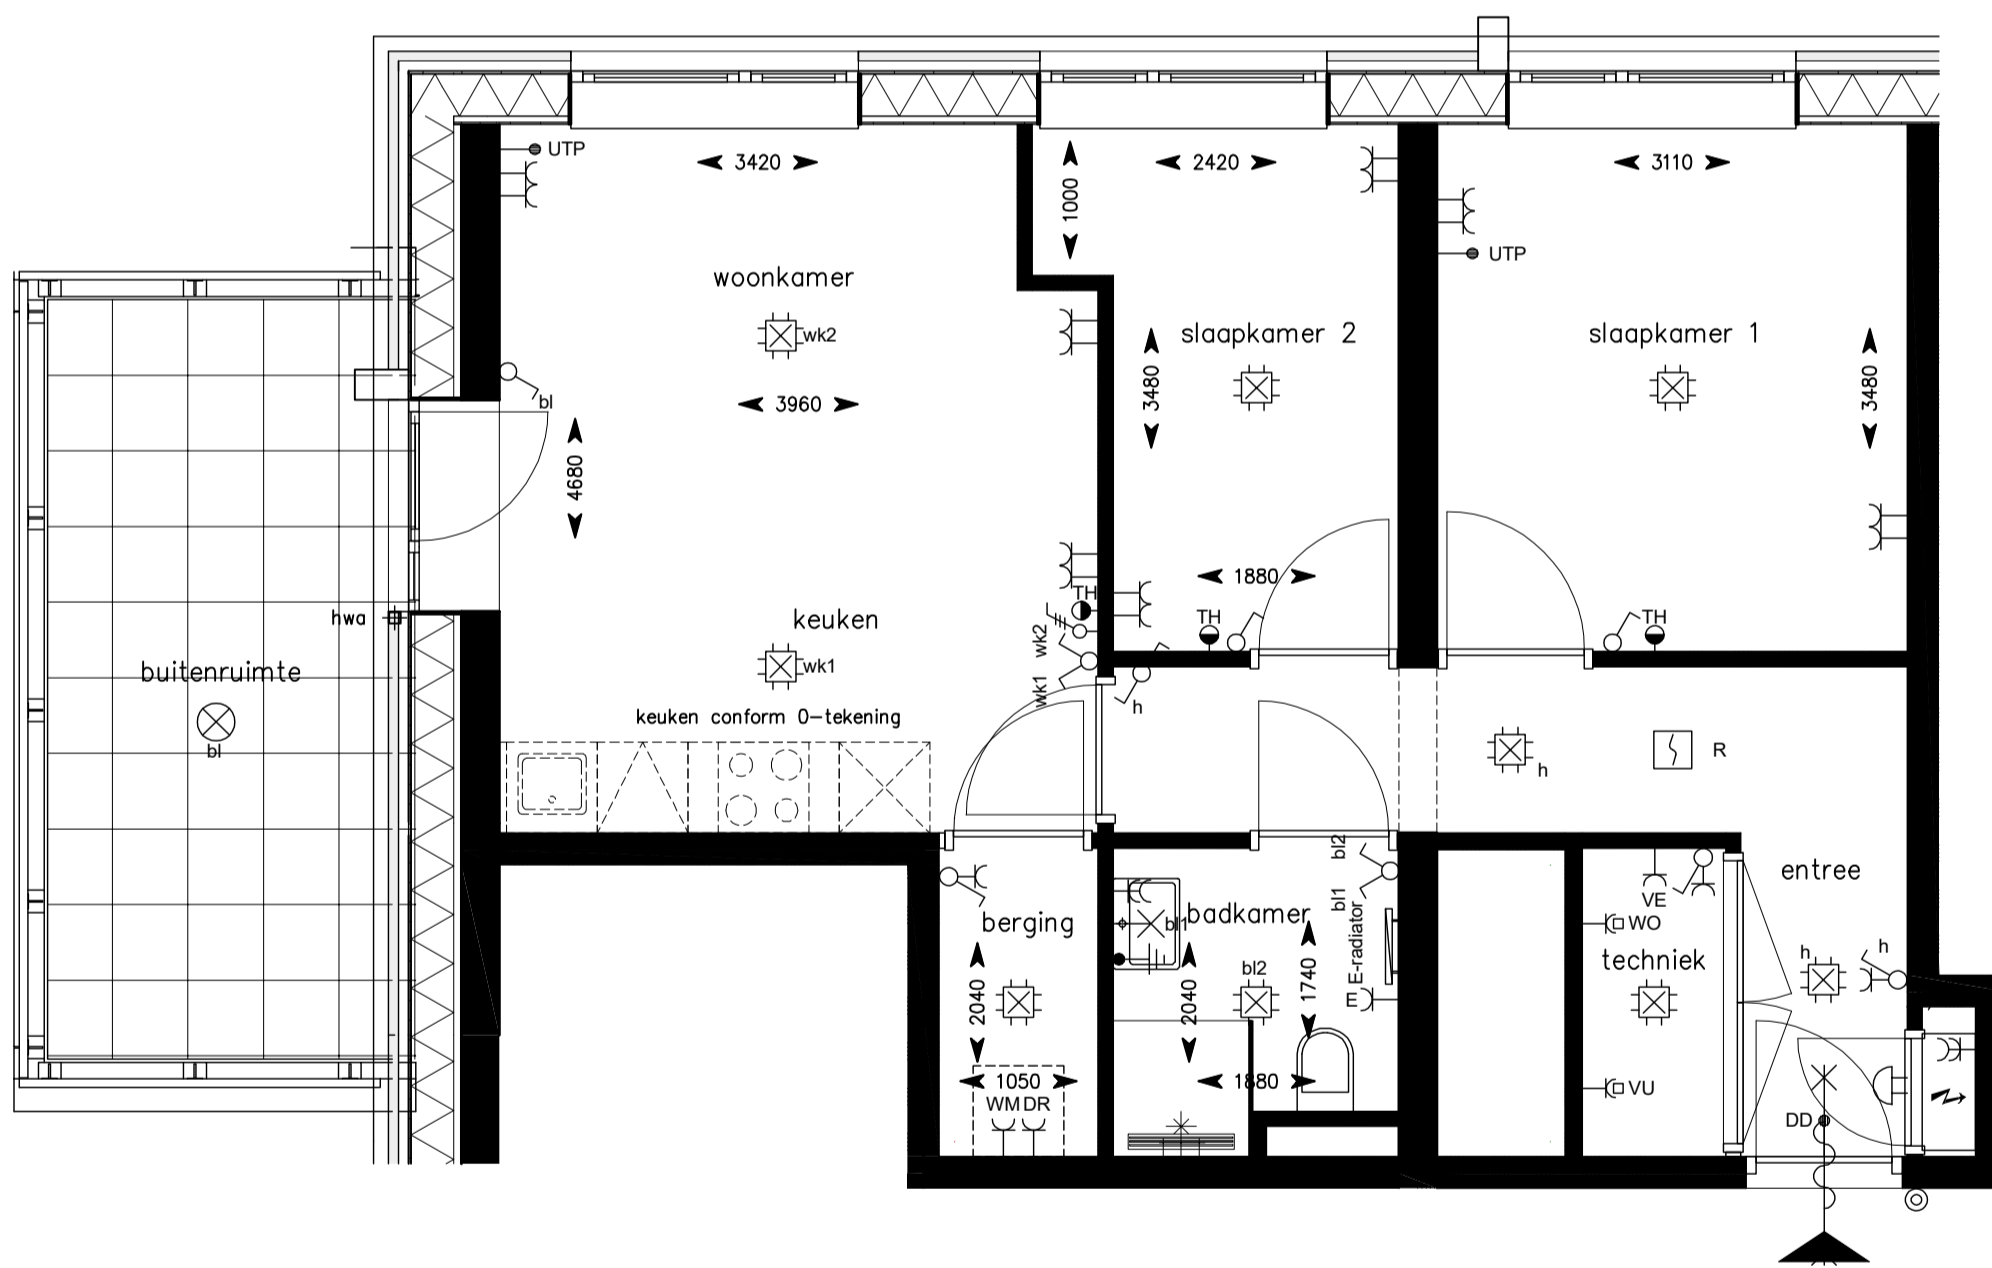 UTP
3420
1000
2420
3110
UTP
woonkamer
wk2
slaapkamer 2
slaapkamer 1
3480
3480
bl
3960
4680
1880
TH
TH
TH
hwa
keuken
wk2
wk1
wk1
h
buitenruimte
bl
keuken conform 0-tekening
h
R
bl2
bl1
entree
VE
berging
bl1
badkamer
E-radiator
WO
techniek
h
h
2040
2040
bl2
1740
E
1050
1880
WM
DR
VU
DD